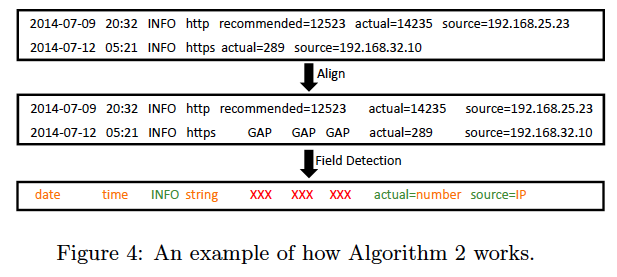 2014-07-09 20:32 INFO http recommended=12523 actual=14235 source=192.168.25.23
2014-07-12 05:21 INFO https actual=289 source=192.168.32.10
Align
2014-07-09 20:32 INFO http recommended=12523 actual=14235 source=192.168.25.23
2014-07-12 05:21 INFO https GAP GAP GAP actual=289 source=192.168.32.10
Field Detection
date time INFO string XXX XXX XXX actual=number source=IP
Figure 4: An example of how Algorithm 2 works.